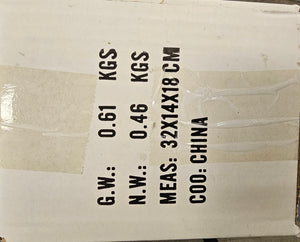 G.W.: 0.61 KGS
N.W.: 0.46 KGS
MEAS: 32X14X18 CM
COO: CHINA